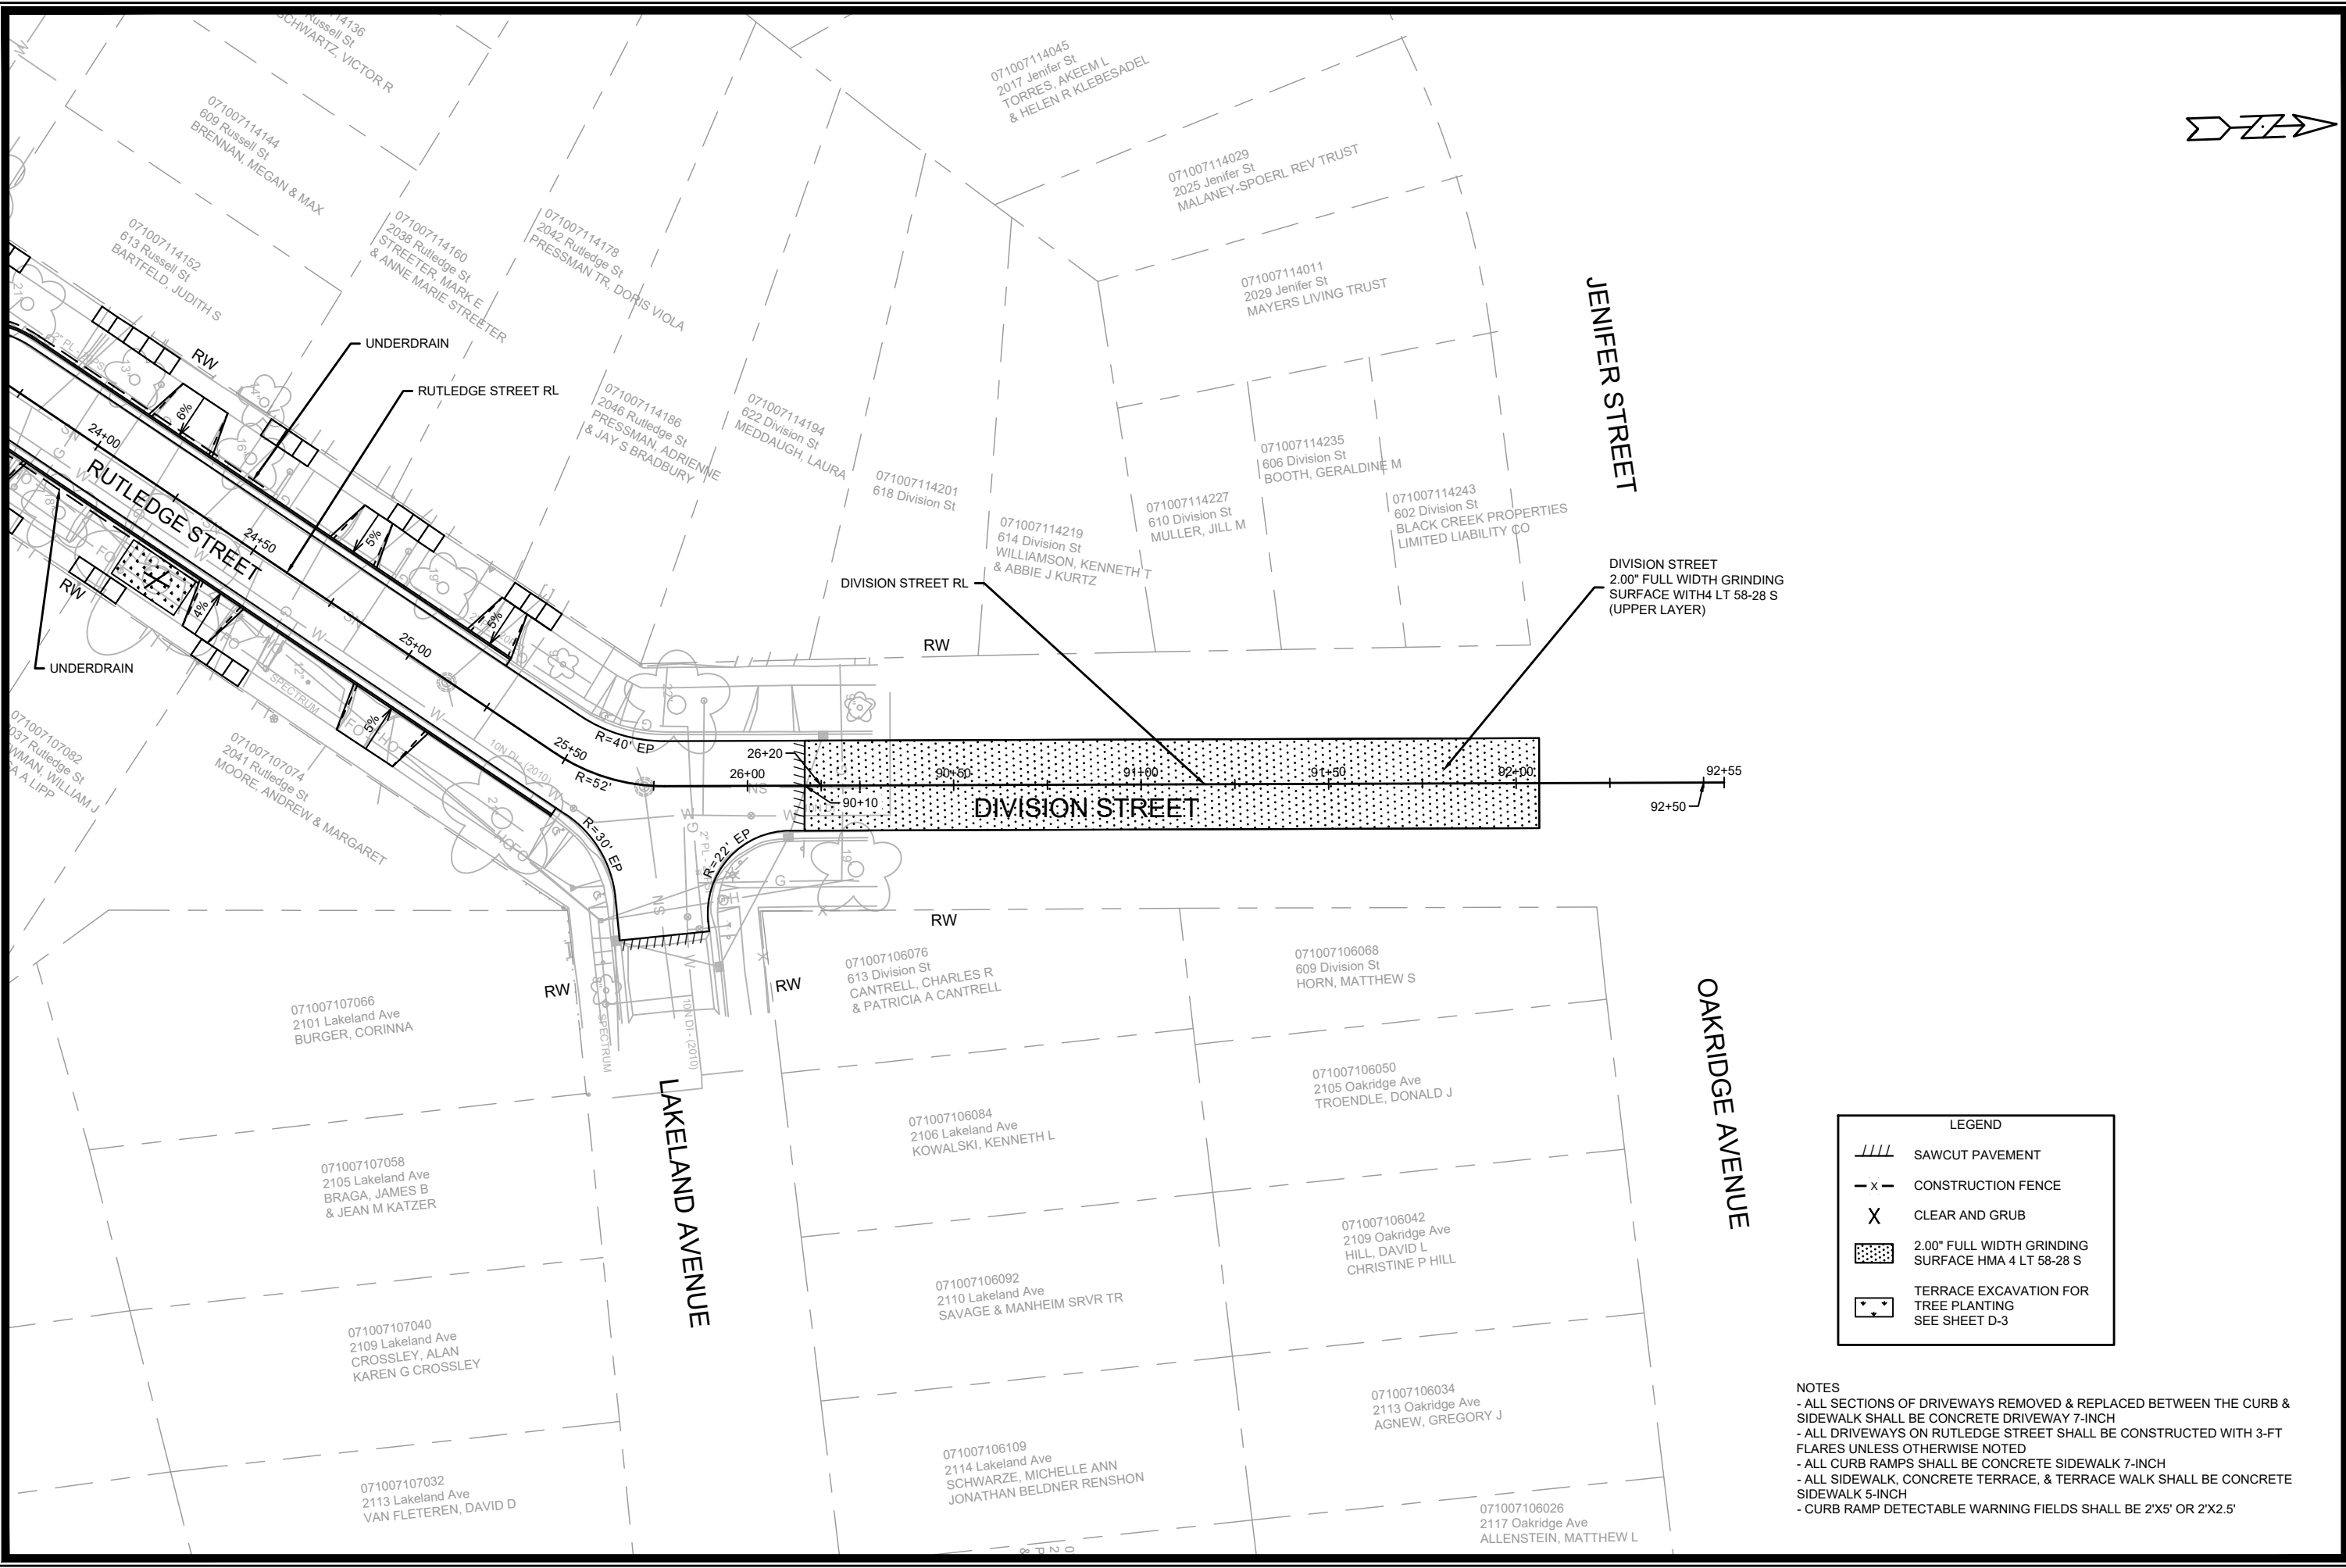 Russell St
SCHWARTZ, VICTOR R
071007114144
609 Russell St
BRENNAN, MEGAN & MAX
071007114152
613 Russell St
BARTFELD, JUDITH S
071007114160
2038 Rutledge St
STREETER, MARK E
& ANNE MARIE STREETER
071007114178
2042 Rutledge St
PRESSMAN TR, DORIS VIOLA
071007114186
2046 Rutledge St
PRESSMAN, ADRIENNE
& JAY S BRADBURY
071007114194
622 Division St
MEDDAUGH, LAURA
071007114201
618 Division St
071007114219
614 Division St
WILLIAMSON, KENNETH T
& ABBIE J KURTZ
071007114045
2017 Jenifer St
TORRES, AKEEM L
& HELEN R KLEBESADEL
071007114029
2025 Jenifer St
MALANEY-SPOERL REV TRUST
071007114011
2029 Jenifer St
MAYERS LIVING TRUST
071007114227
610 Division St
MULLER, JILL M
071007114235
606 Division St
BOOTH, GERALDINE M
071007114243
602 Division St
BLACK CREEK PROPERTIES
LIMITED LIABILITY CO
JENIFER STREET
N
UNDERDRAIN
RUTLEDGE STREET RL
RW
6%
5%
5%
24+00
24+50
25+00
25+50
RUTLEDGE STREET
RW
4%
5%
UNDERDRAIN
SPECTRUM
10N DI - (2010)
R=40' EP
R=52'
R=30' EP
R=22' EP
26+00
26+20
90+10
90+50
91+00
91+50
92+00
92+50
92+55
DIVISION STREET
DIVISION STREET RL
RW
DIVISION STREET
2.00" FULL WIDTH GRINDING
SURFACE WITH4 LT 58-28 S
(UPPER LAYER)
071007107082
WILLIAM J
A LIPP
071007107074
2041 Rutledge St
MOORE, ANDREW & MARGARET
RW
RW
RW
SPECTRUM
10N DI - (2010)
LAKELAND AVENUE
OAKRIDGE AVENUE
071007107066
2101 Lakeland Ave
BURGER, CORINNA
071007107058
2105 Lakeland Ave
BRAGA, JAMES B
& JEAN M KATZER
071007107040
2109 Lakeland Ave
CROSSLEY, ALAN
KAREN G CROSSLEY
071007107032
2113 Lakeland Ave
VAN FLETEREN, DAVID D
071007106076
613 Division St
CANTRELL, CHARLES R
& PATRICIA A CANTRELL
071007106068
609 Division St
HORN, MATTHEW S
071007106084
2106 Lakeland Ave
KOWALSKI, KENNETH L
071007106050
2105 Oakridge Ave
TROENDLE, DONALD J
071007106092
2110 Lakeland Ave
SAVAGE & MANHEIM SRVR TR
071007106042
2109 Oakridge Ave
HILL, DAVID L
CHRISTINE P HILL
071007106109
2114 Lakeland Ave
SCHWARZE, MICHELLE ANN
JONATHAN BELDNER RENSHON
071007106034
2113 Oakridge Ave
AGNEW, GREGORY J
071007106026
2117 Oakridge Ave
ALLENSTEIN, MATTHEW L
LEGEND
SAWCUT PAVEMENT
X CONSTRUCTION FENCE
X CLEAR AND GRUB
2.00" FULL WIDTH GRINDING
SURFACE HMA 4 LT 58-28 S
TERRACE EXCAVATION FOR
TREE PLANTING
SEE SHEET D-3
NOTES
- ALL SECTIONS OF DRIVEWAYS REMOVED & REPLACED BETWEEN THE CURB &
SIDEWALK SHALL BE CONCRETE DRIVEWAY 7-INCH
- ALL DRIVEWAYS ON RUTLEDGE STREET SHALL BE CONSTRUCTED WITH 3-FT
FLARES UNLESS OTHERWISE NOTED
- ALL CURB RAMPS SHALL BE CONCRETE SIDEWALK 7-INCH
- ALL SIDEWALK, CONCRETE TERRACE, & TERRACE WALK SHALL BE CONCRETE
SIDEWALK 5-INCH
- CURB RAMP DETECTABLE WARNING FIELDS SHALL BE 2'X5' OR 2'X2.5'